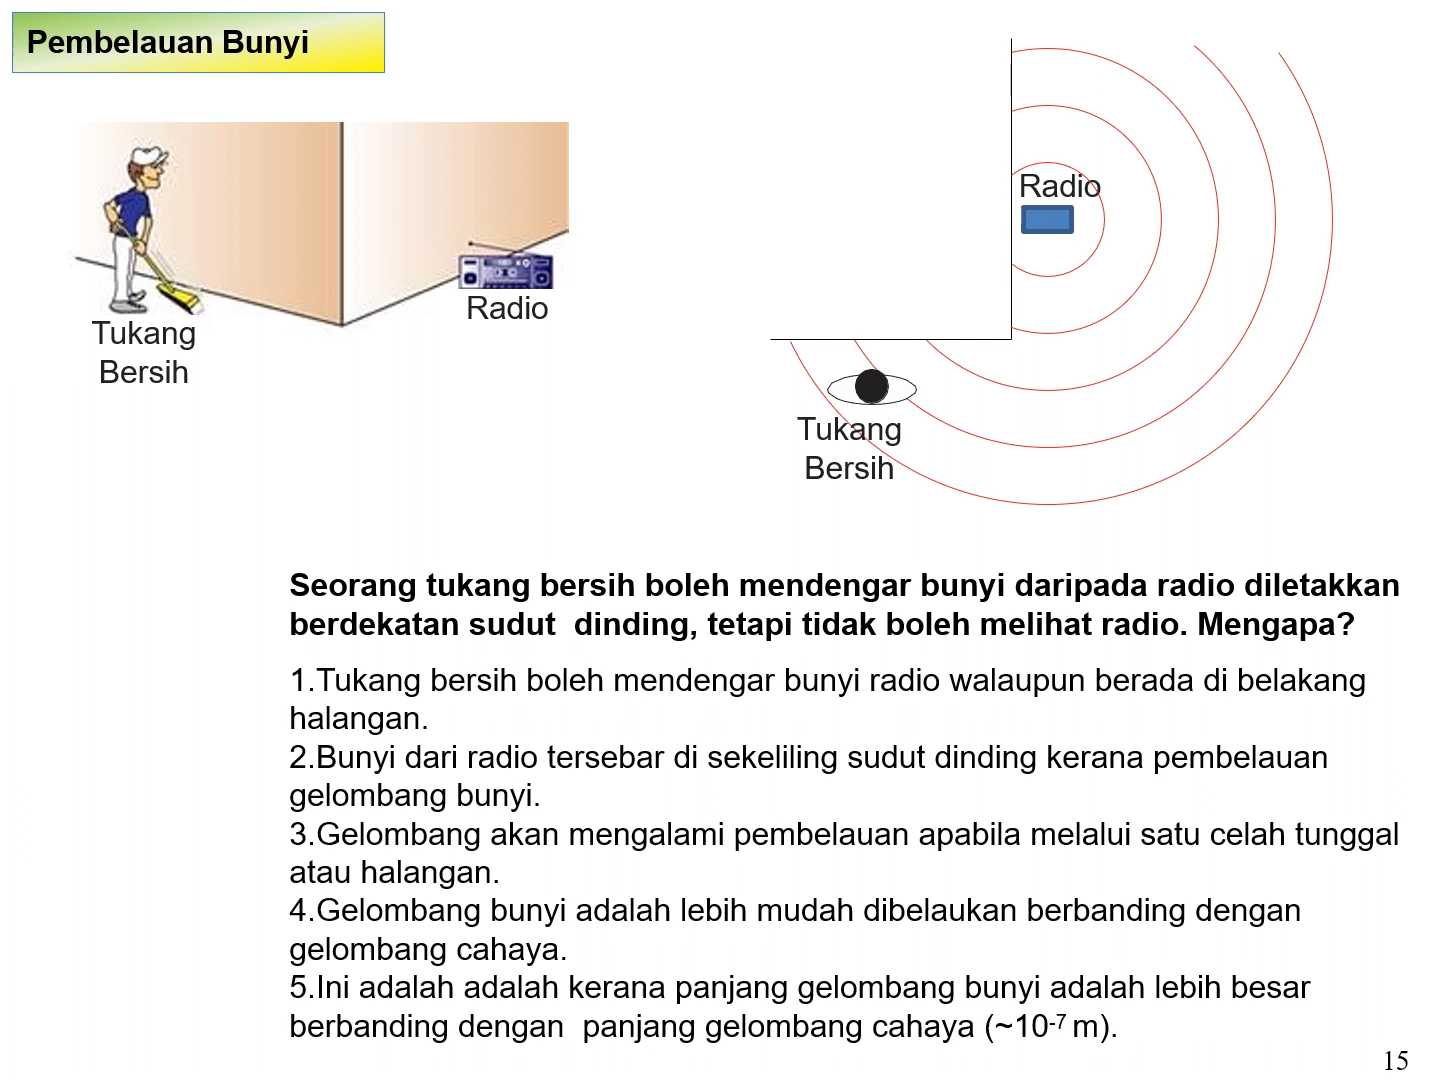 Pembelauan Bunyi
Radio
Radio
Tukang
Bersih
Tukang
Bersih
Seorang tukang bersih boleh mendengar bunyi daripada radio diletakkan
berdekatan sudut  dinding, tetapi tidak boleh melihat radio. Mengapa?
1.Tukang bersih boleh mendengar bunyi radio walaupun berada di belakang
halangan.
2.Bunyi dari radio tersebar di sekeliling sudut dinding kerana pembelauan
gelombang bunyi.
3.Gelombang akan mengalami pembelauan apabila melalui satu celah tunggal
atau halangan.
4.Gelombang bunyi adalah lebih mudah dibelaukan berbanding dengan
gelombang cahaya.
5.Ini adalah adalah kerana panjang gelombang bunyi adalah lebih besar
berbanding dengan  panjang gelombang cahaya (~10⁻⁷ m).
15